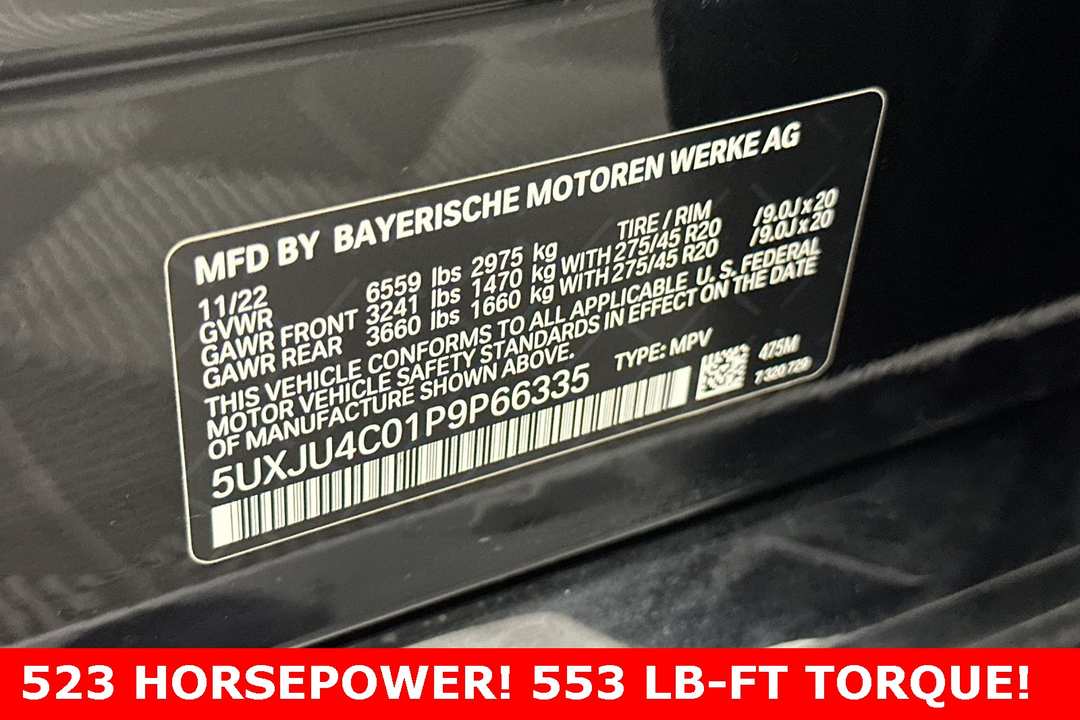 MFD BY BAYERISCHE MOTOREN WERKE AG
11/22 TIRE / RIM
GVWR 6559 lbs 2975 kg
GAWR FRONT 3241 lbs 1470 kg WITH 275/45 R20 /9.0J x 20
GAWR REAR 3660 lbs 1660 kg WITH 275/45 R20 /9.0J x 20
THIS VEHICLE CONFORMS TO ALL APPLICABLE U. S. FEDERAL
MOTOR VEHICLE SAFETY STANDARDS IN EFFECT ON THE DATE
OF MANUFACTURE SHOWN ABOVE.
5UXJU4C01P9P66335 TYPE: MPV 475M
7 320 729
523 HORSEPOWER! 553 LB-FT TORQUE!